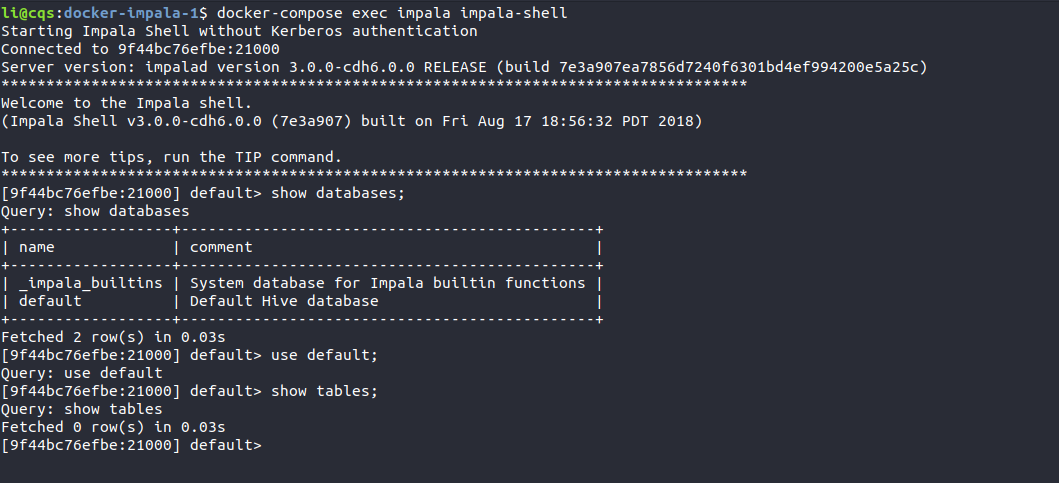 li@cqs:docker-impala-1$ docker-compose exec impala impala-shell
Starting Impala Shell without Kerberos authentication
Connected to 9f44bc76efbe:21000
Server version: impalad version 3.0.0-cdh6.0.0 RELEASE (build 7e3a907ea7856d7240f6301bd4ef994200e5a25c)
***********************************************************************************
Welcome to the Impala shell.
(Impala Shell v3.0.0-cdh6.0.0 (7e3a907) built on Fri Aug 17 18:56:32 PDT 2018)

To see more tips, run the TIP command.
***********************************************************************************
[9f44bc76efbe:21000] default> show databases;
Query: show databases
+------------------+----------------------------------------------+
| name             | comment                                      |
+------------------+----------------------------------------------+
| _impala_builtins | System database for Impala builtin functions |
| default          | Default Hive database                        |
+------------------+----------------------------------------------+
Fetched 2 row(s) in 0.03s
[9f44bc76efbe:21000] default> use default;
Query: use default
[9f44bc76efbe:21000] default> show tables;
Query: show tables
Fetched 0 row(s) in 0.03s
[9f44bc76efbe:21000] default>